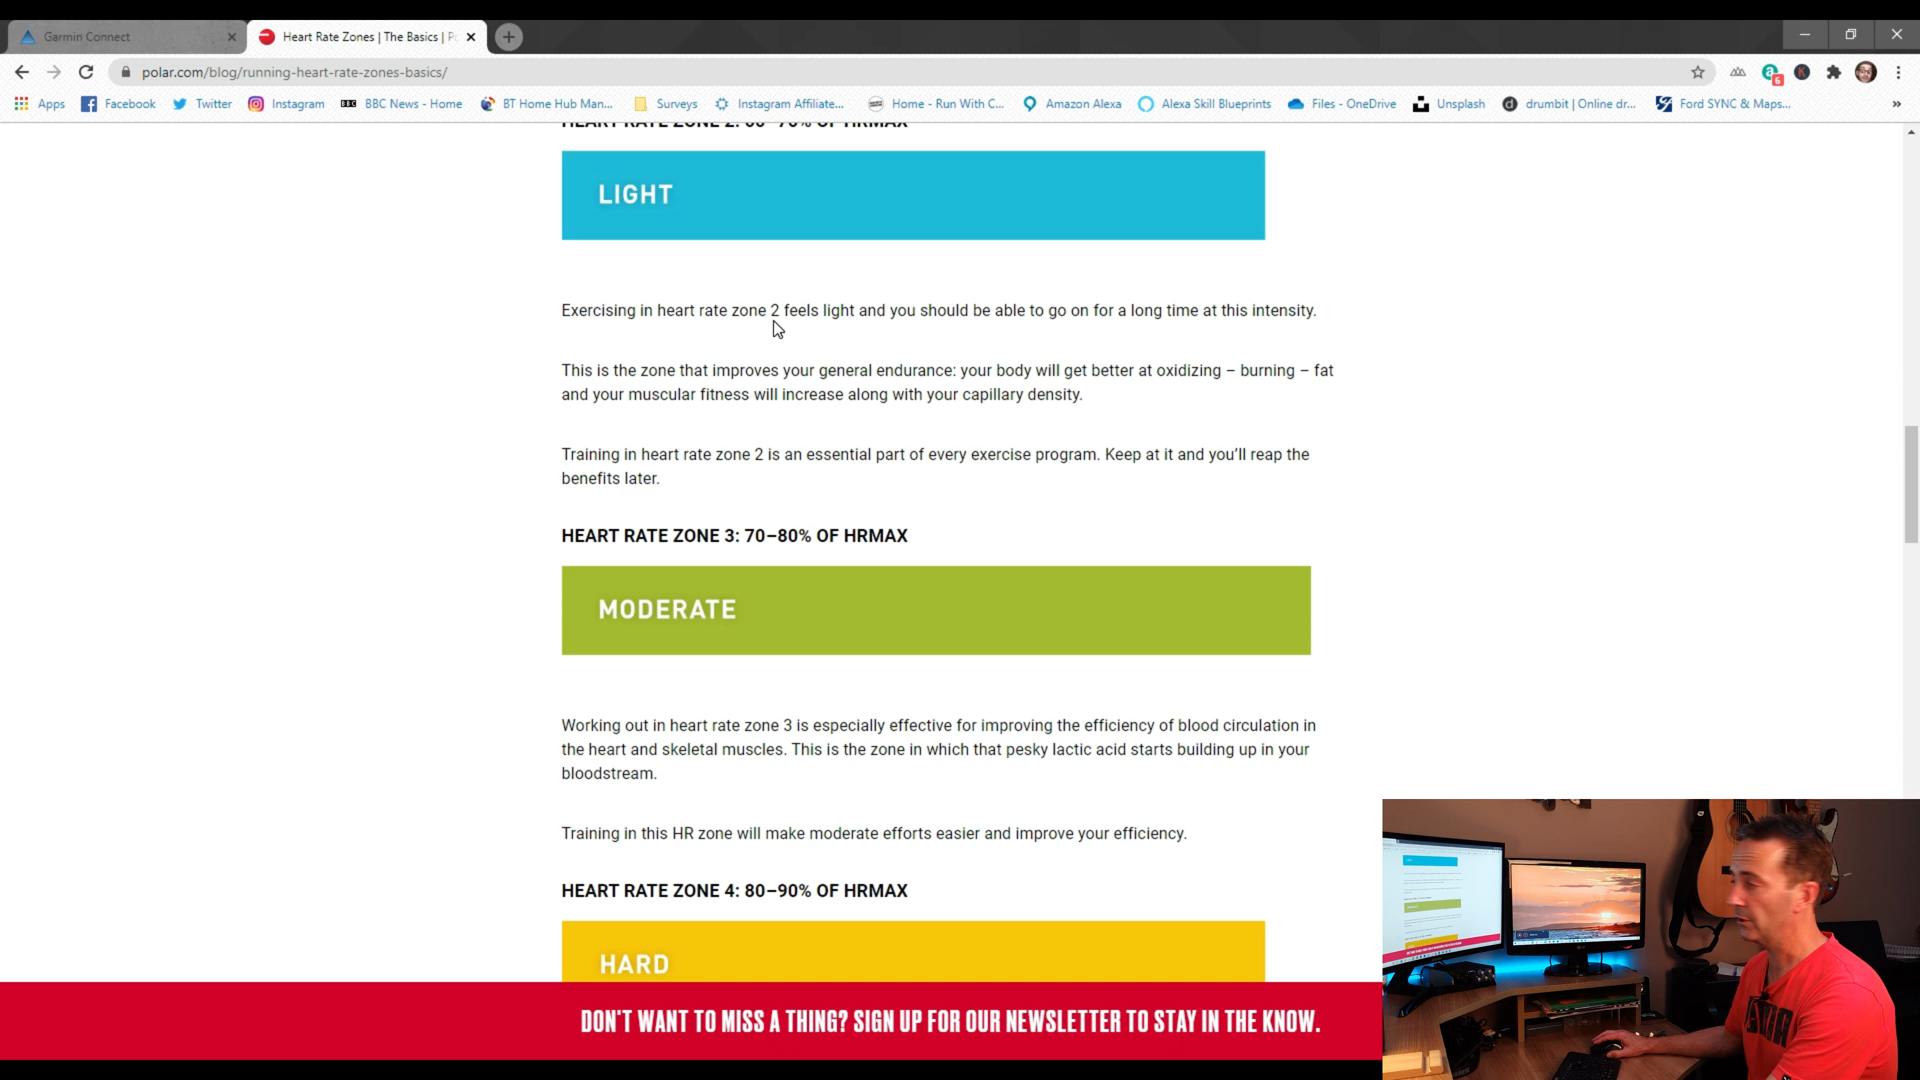 Garmin Connect
Heart Rate Zones | The Basics | P
polar.com/blog/running-heart-rate-zones-basics/
6
Apps Facebook Twitter Instagram BBC BBC News - Home BT Home Hub Man... Surveys Instagram Affiliate... Home - Run With C... Amazon Alexa Alexa Skill Blueprints Files - OneDrive Unsplash drumbit | Online dr... Ford SYNC & Maps... »
HEART RATE ZONE 2: 60–70% OF HRMAX
LIGHT
Exercising in heart rate zone 2 feels light and you should be able to go on for a long time at this intensity.
This is the zone that improves your general endurance: your body will get better at oxidizing – burning – fat
and your muscular fitness will increase along with your capillary density.
Training in heart rate zone 2 is an essential part of every exercise program. Keep at it and you’ll reap the
benefits later.
HEART RATE ZONE 3: 70–80% OF HRMAX
MODERATE
Working out in heart rate zone 3 is especially effective for improving the efficiency of blood circulation in
the heart and skeletal muscles. This is the zone in which that pesky lactic acid starts building up in your
bloodstream.
Training in this HR zone will make moderate efforts easier and improve your efficiency.
HEART RATE ZONE 4: 80–90% OF HRMAX
HARD
DON'T WANT TO MISS A THING? SIGN UP FOR OUR NEWSLETTER TO STAY IN THE KNOW.